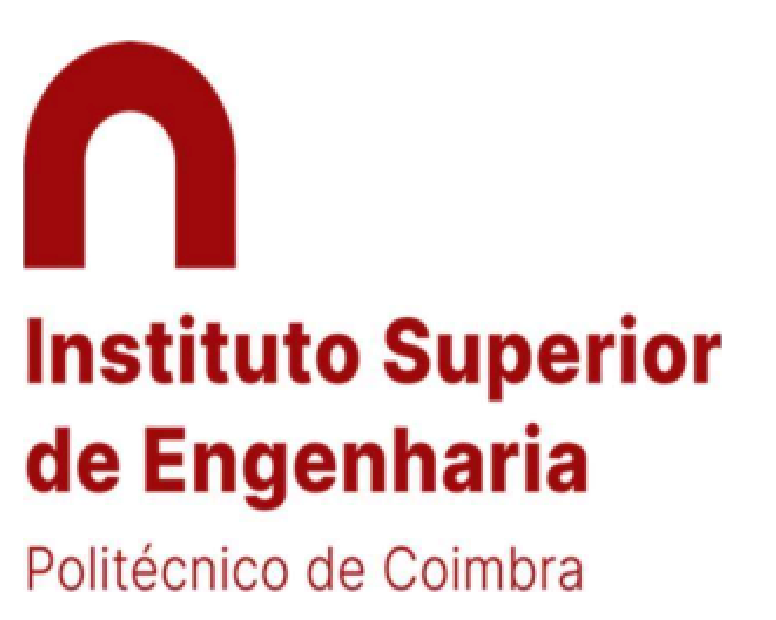 Instituto Superior
de Engenharia
Politécnico de Coimbra